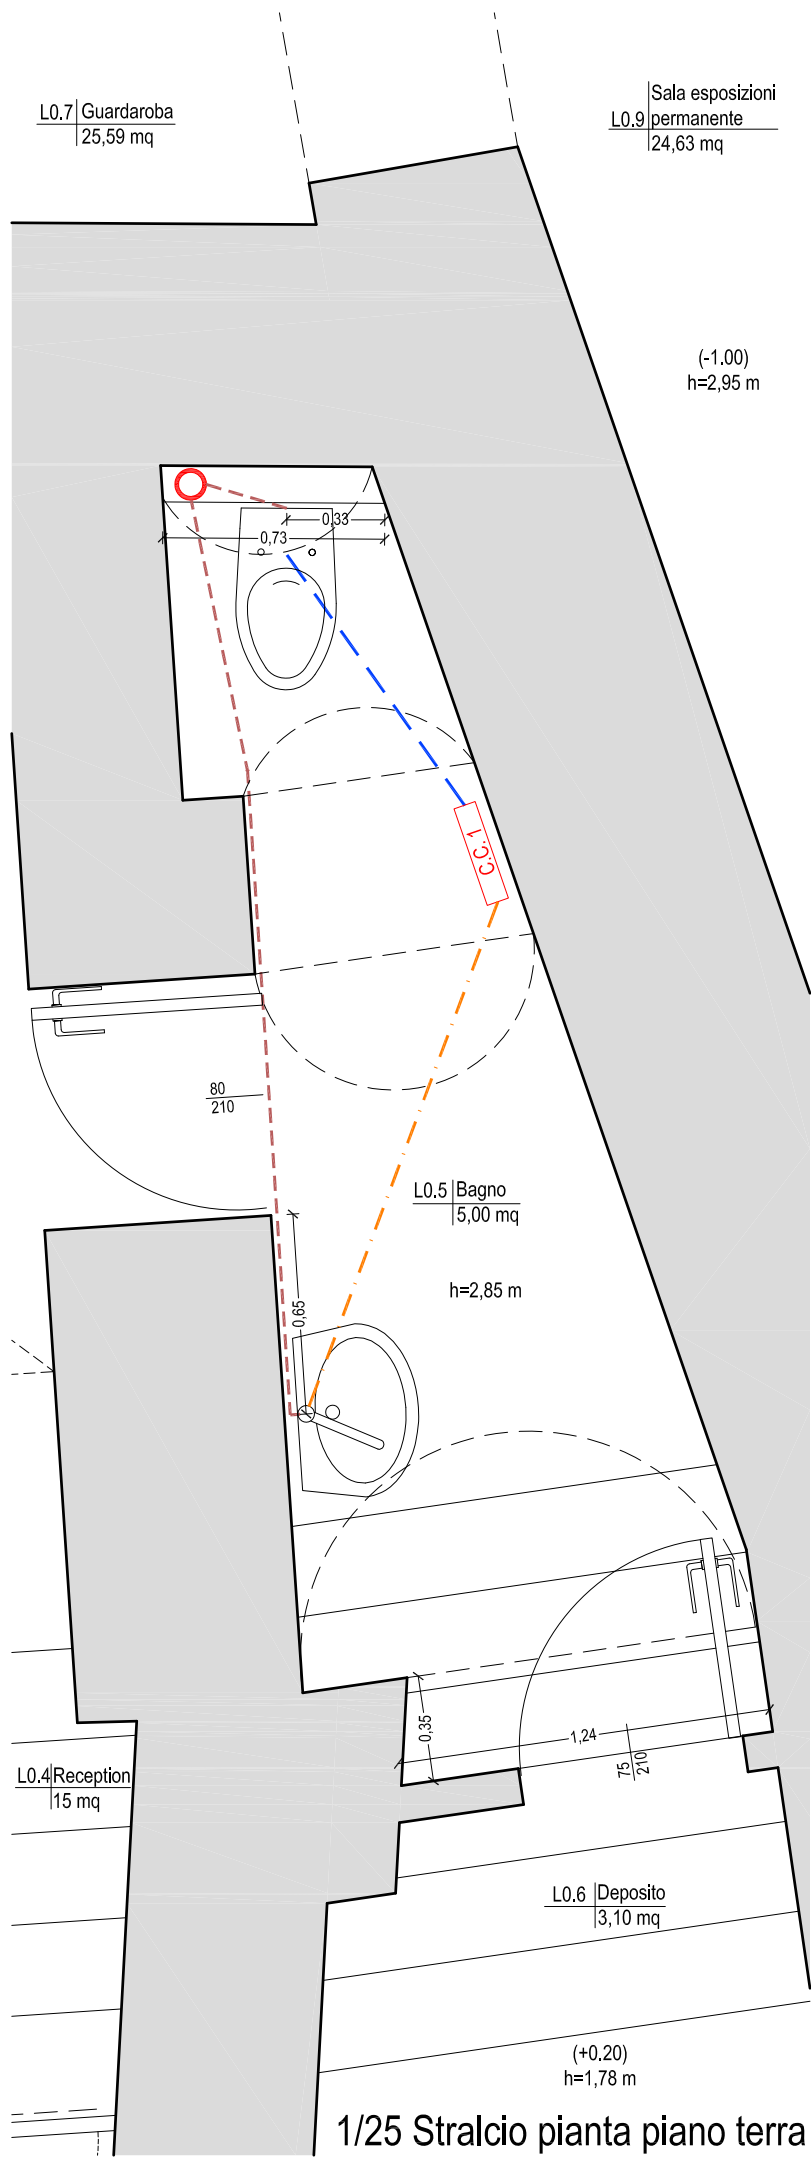 L0.7 Guardaroba
25,59 mq
Sala esposizioni
L0.9 permanente
24,63 mq
(-1.00)
h=2,95 m
0,33
0,73
C.C. 1
80
210
L0.5 Bagno
5,00 mq
h=2,85 m
0,65
0,35
1,24
75
210
L0.4 Reception
15 mq
L0.6 Deposito
3,10 mq
(+0.20)
h=1,78 m
1/25 Stralcio pianta piano terra